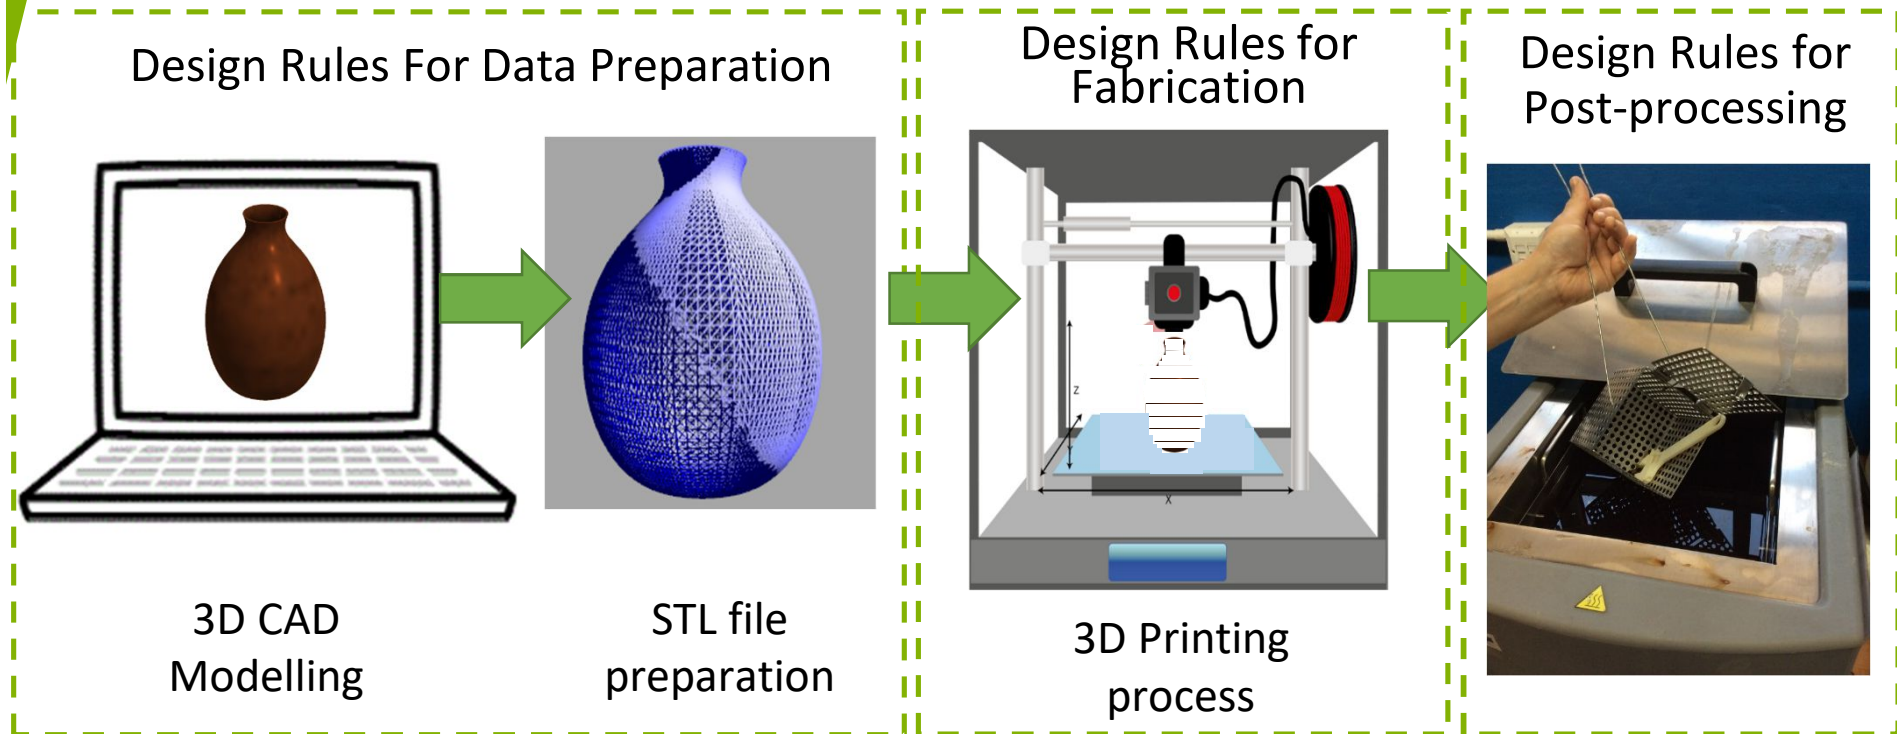 Design Rules For Data Preparation
3D CAD
Modelling
STL file
preparation
Design Rules for
Fabrication
Z
X
3D Printing
process
Design Rules for
Post-processing